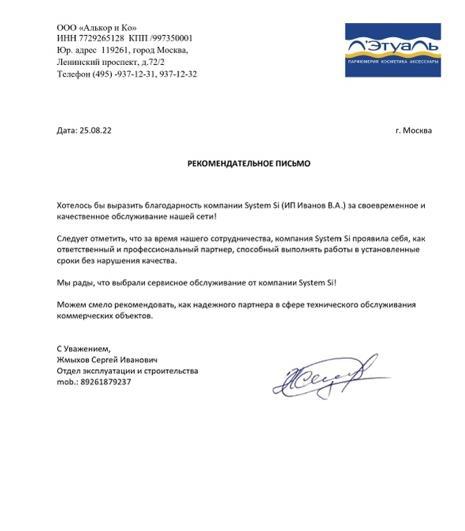 ООО «Алькор и Ко»
ИНН 7729265128 КПП /997350001
Юр. адрес 119261, город Москва,
Ленинский проспект, д.72/2
Телефон (495) -937-12-31, 937-12-32
Л'Этуаль
ПАРФЮМЕРИЯ КОСМЕТИКА АКСЕССУАРЫ
Дата: 25.08.22
г. Москва
РЕКОМЕНДАТЕЛЬНОЕ ПИСЬМО
Хотелось бы выразить благодарность компании System Si (ИП Иванов В.А.) за своевременное и
качественное обслуживание нашей сети!
Следует отметить, что за время нашего сотрудничества, компания System Si проявила себя, как
ответственный и профессиональный партнер, способный выполнять работы в установленные
сроки без нарушения качества.
Мы рады, что выбрали сервисное обслуживание от компании System Si!
Можем смело рекомендовать, как надежного партнера в сфере технического обслуживания
коммерческих объектов.
С Уважением,
Жмыхов Сергей Иванович
Отдел эксплуатации и строительства
mob.: 89261879237